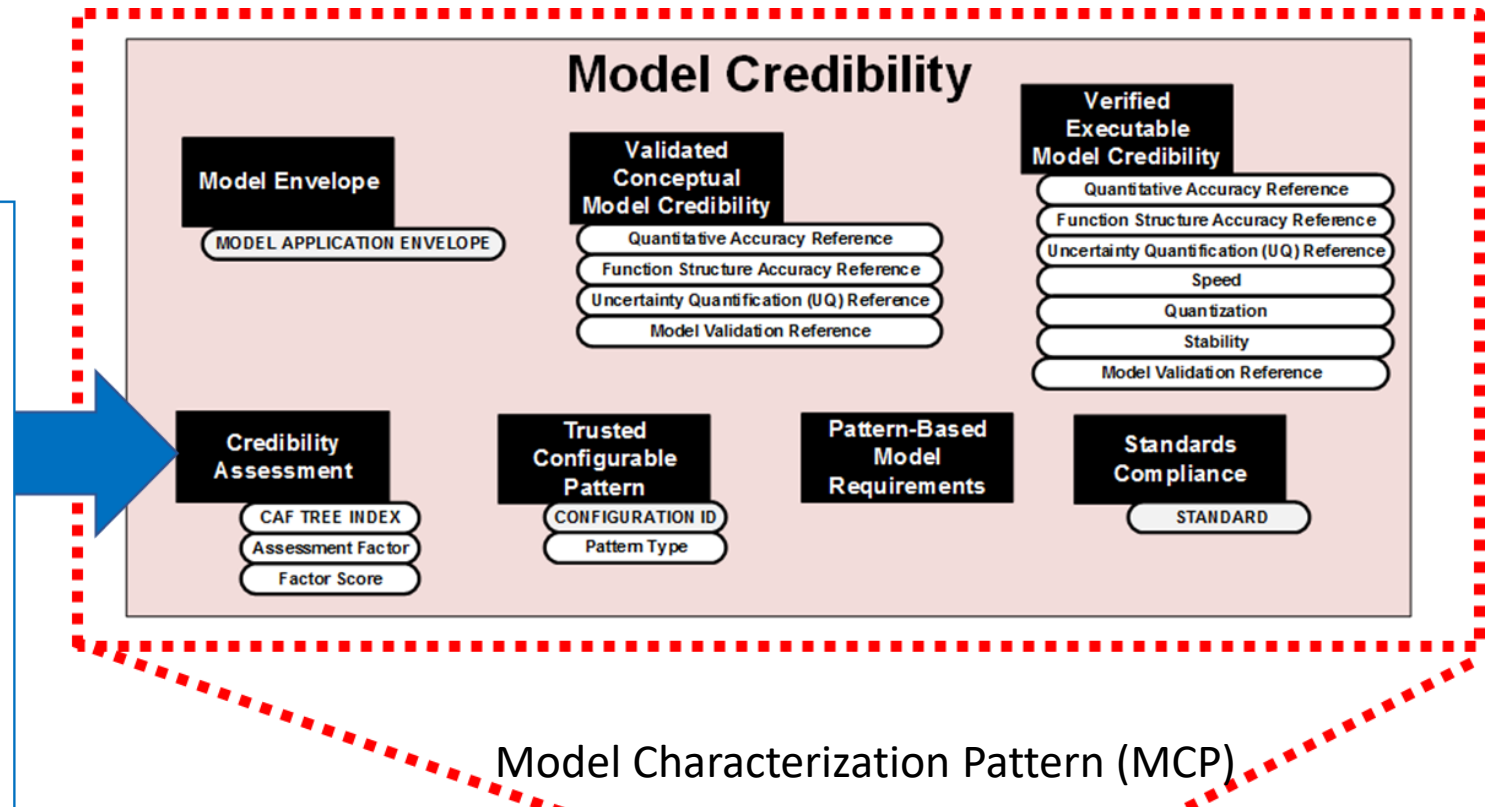 Model Credibility
Model Envelope
MODEL APPLICATION ENVELOPE
Validated
Conceptual
Model Credibility
Quantitative Accuracy Reference
Function Structure Accuracy Reference
Uncertainty Quantification (UQ) Reference
Model Validation Reference
Verified
Executable
Model Credibility
Quantitative Accuracy Reference
Function Structure Accuracy Reference
Uncertainty Quantification (UQ) Reference
Speed
Quantization
Stability
Model Validation Reference
Credibility
Assessment
CAF TREE INDEX
Assessment Factor
Factor Score
Trusted
Configurable
Pattern
CONFIGURATION ID
Pattern Type
Pattern-Based
Model
Requirements
Standards
Compliance
STANDARD
Model Characterization Pattern (MCP)